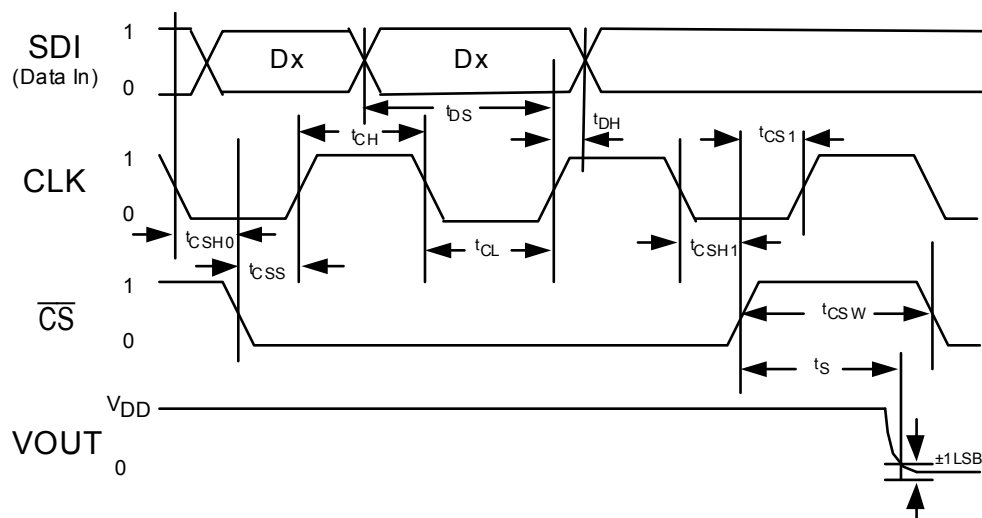 SDI
(Data In)
1
0
Dx
Dx
tDS
tCH
tDH
tCS1
CLK
1
0
tCSH0
tCSS
tCL
tCSH1
CS
1
0
tCSW
tS
VOUT
VDD
0
±1LSB